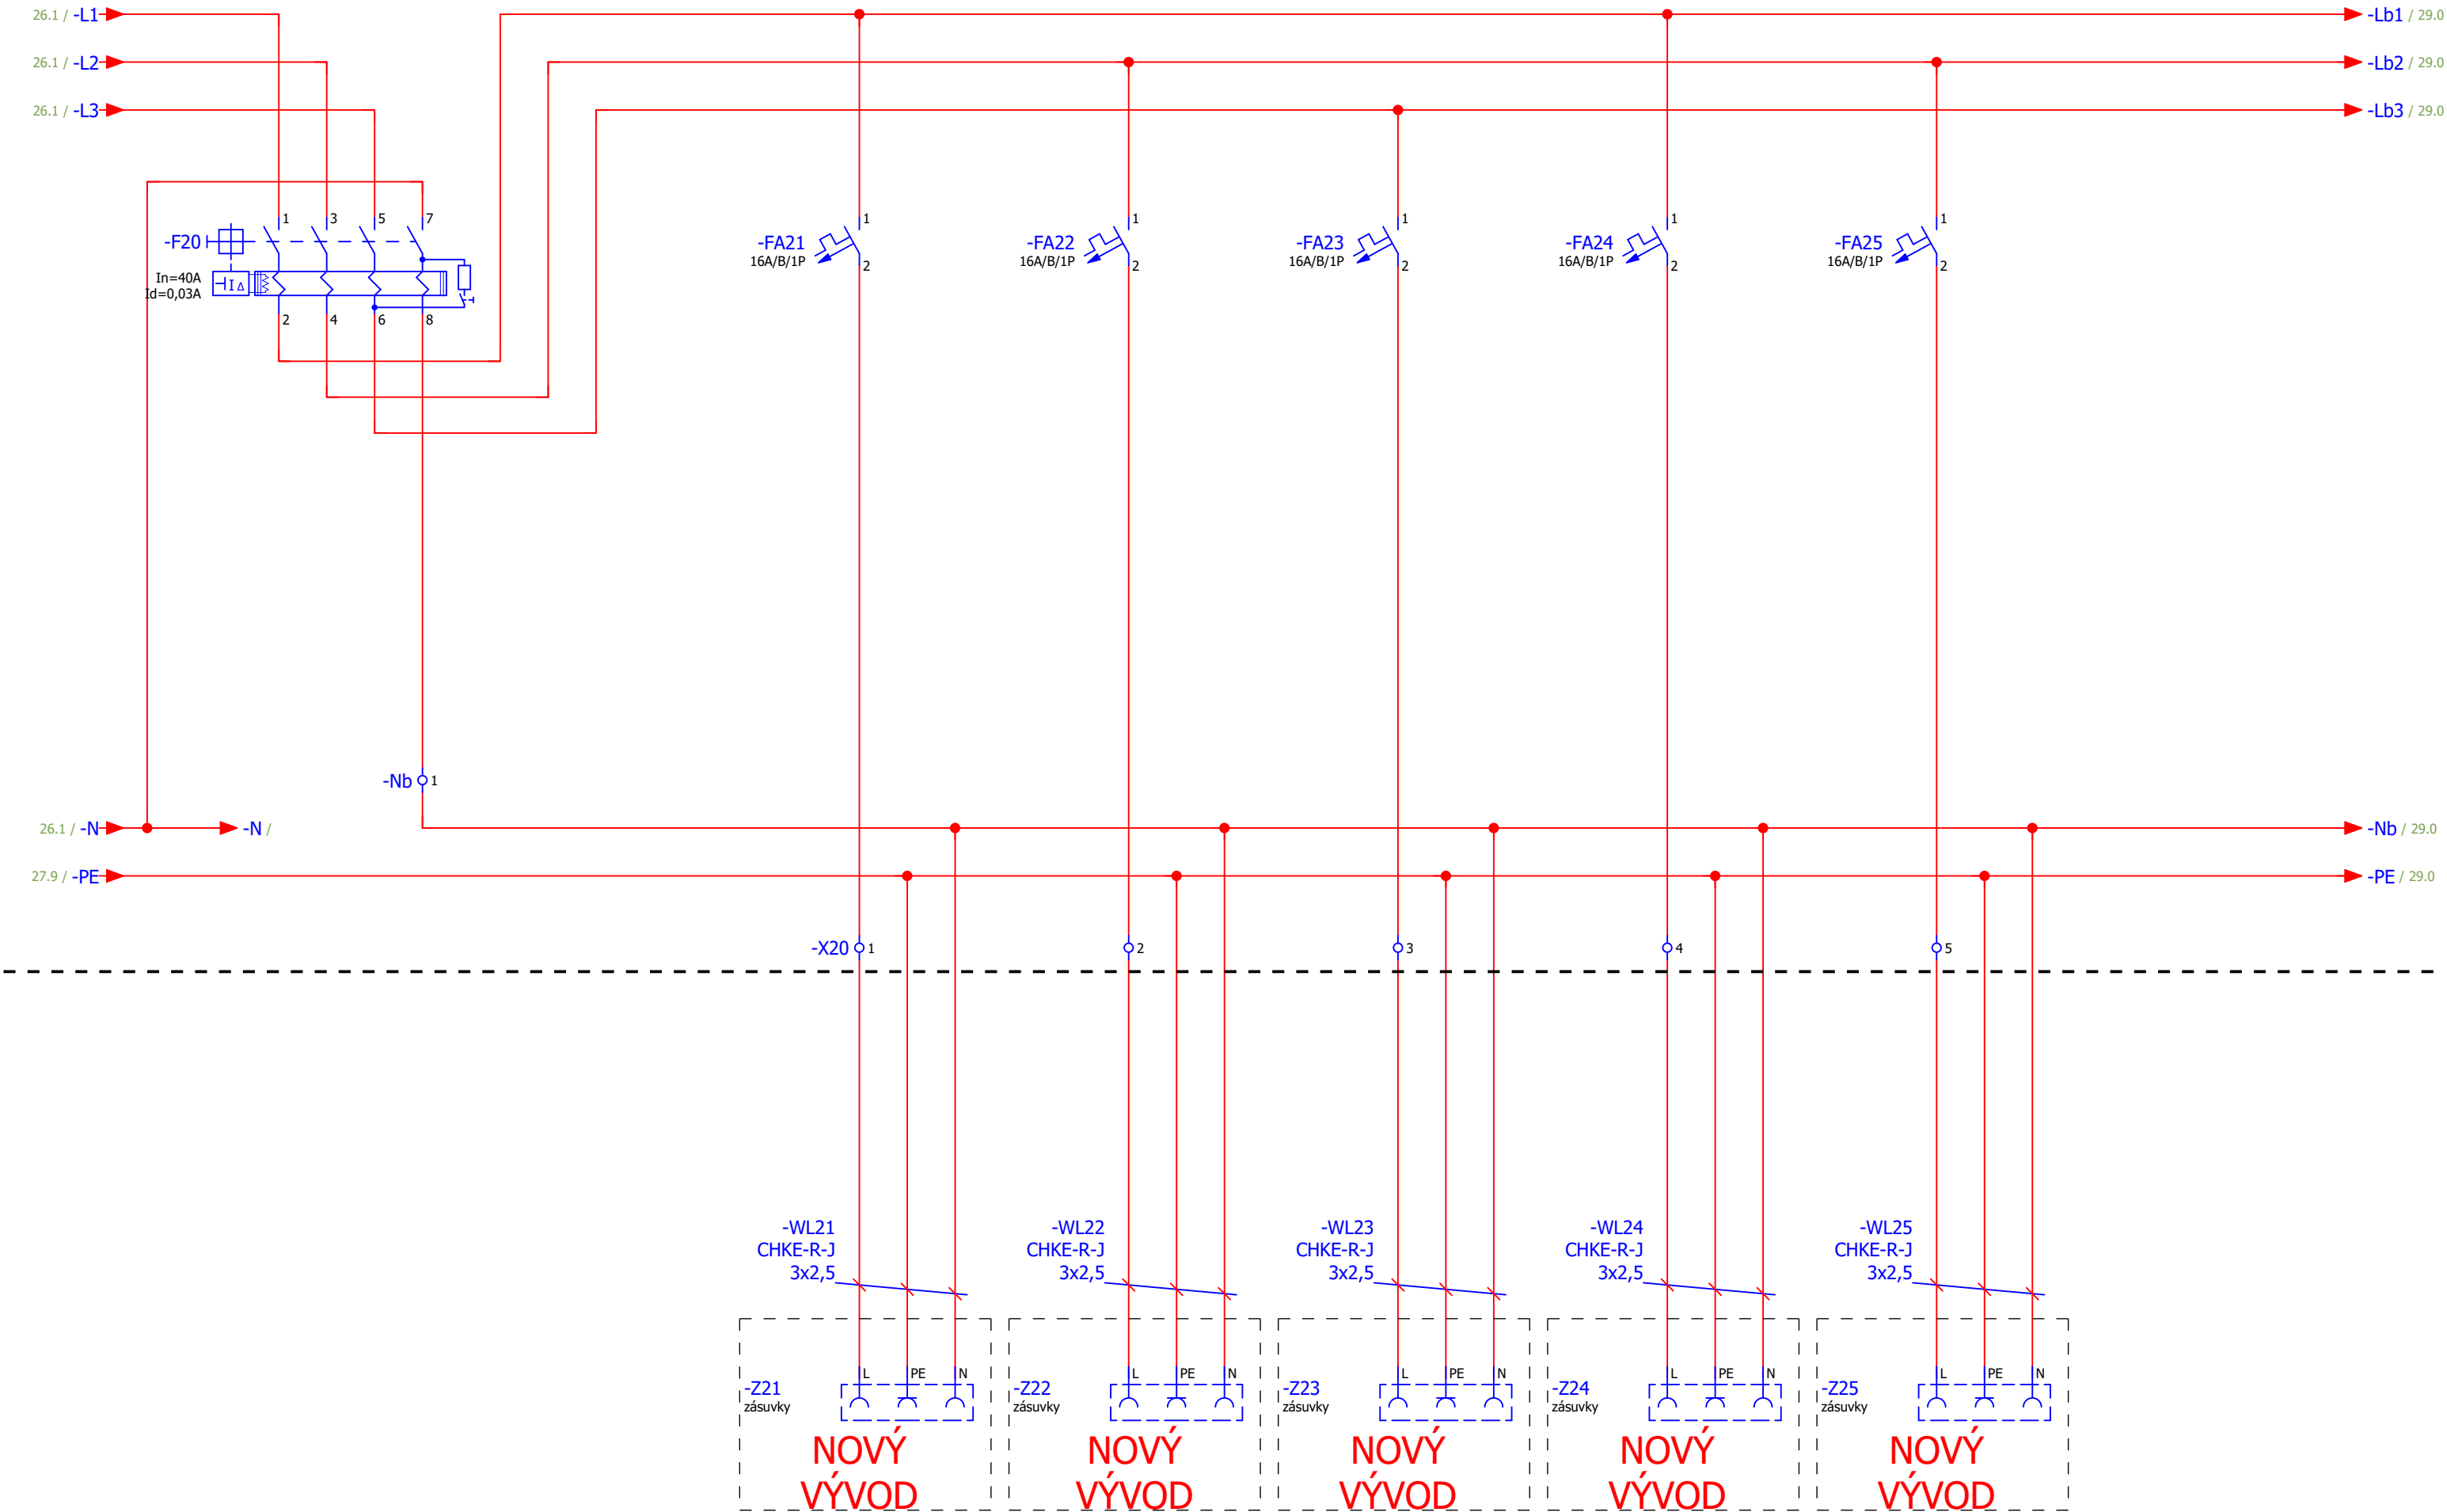 26.1 / -L1
-Lb1 / 29.0
26.1 / -L2
-Lb2 / 29.0
26.1 / -L3
-Lb3 / 29.0
1 3 5 7
-F20
In=40A
Id=0,03A
I Δ
T
2 4 6 8
-FA21
16A/B/1P
1
2
-FA22
16A/B/1P
1
2
-FA23
16A/B/1P
1
2
-FA24
16A/B/1P
1
2
-FA25
16A/B/1P
1
2
-Nb 1
26.1 / -N
-N /
-Nb / 29.0
27.9 / -PE
-PE / 29.0
-X20 1 2 3 4 5
-WL21
CHKE-R-J
3x2,5
-WL22
CHKE-R-J
3x2,5
-WL23
CHKE-R-J
3x2,5
-WL24
CHKE-R-J
3x2,5
-WL25
CHKE-R-J
3x2,5
L PE N
-Z21
zásuvky
NOVÝ
VÝVOD
L PE N
-Z22
zásuvky
NOVÝ
VÝVOD
L PE N
-Z23
zásuvky
NOVÝ
VÝVOD
L PE N
-Z24
zásuvky
NOVÝ
VÝVOD
L PE N
-Z25
zásuvky
NOVÝ
VÝVOD